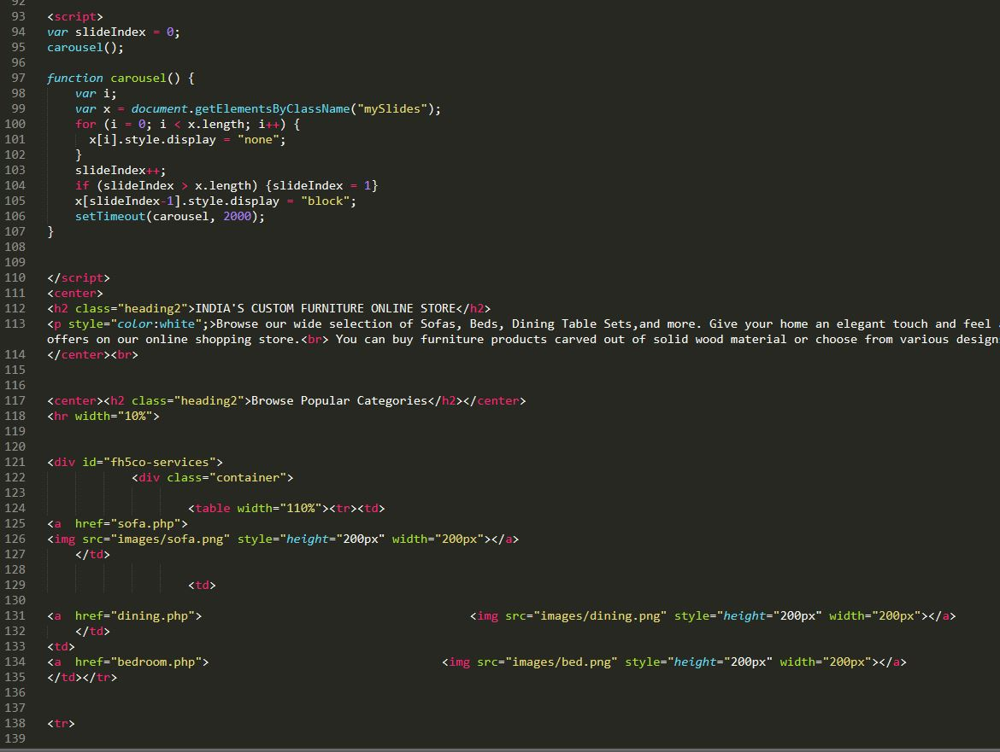 92
93 <script>
94 var slideIndex = 0;
95 carousel();
96
97 function carousel() {
98 var i;
99 var x = document.getElementsByClassName("mySlides");
100 for (i = 0; i < x.length; i++) {
101 x[i].style.display = "none";
102 }
103 slideIndex++;
104 if (slideIndex > x.length) {slideIndex = 1}
105 x[slideIndex-1].style.display = "block";
106 setTimeout(carousel, 2000);
107 }
108
109
110 </script>
111 <center>
112 <h2 class="heading2">INDIA'S CUSTOM FURNITURE ONLINE STORE</h2>
113 <p style="color:white";>Browse our wide selection of Sofas, Beds, Dining Table Sets,and more. Give your home an elegant touch and feel
offers on our online shopping store.<br> You can buy furniture products carved out of solid wood material or choose from various design
114 </center><br>
115
116
117 <center><h2 class="heading2">Browse Popular Categories</h2></center>
118 <hr width="10%">
119
120
121 <div id="fh5co-services">
122 <div class="container">
123
124 <table width="110%"><tr><td>
125 <a  href="sofa.php">
126 <img src="images/sofa.png" style="height="200px" width="200px"></a>
127 </td>
128
129 <td>
130
131 <a  href="dining.php"> <img src="images/dining.png" style="height="200px" width="200px"></a>
132 </td>
133 <td>
134 <a  href="bedroom.php"> <img src="images/bed.png" style="height="200px" width="200px"></a>
135 </td></tr>
136
137
138 <tr>
139